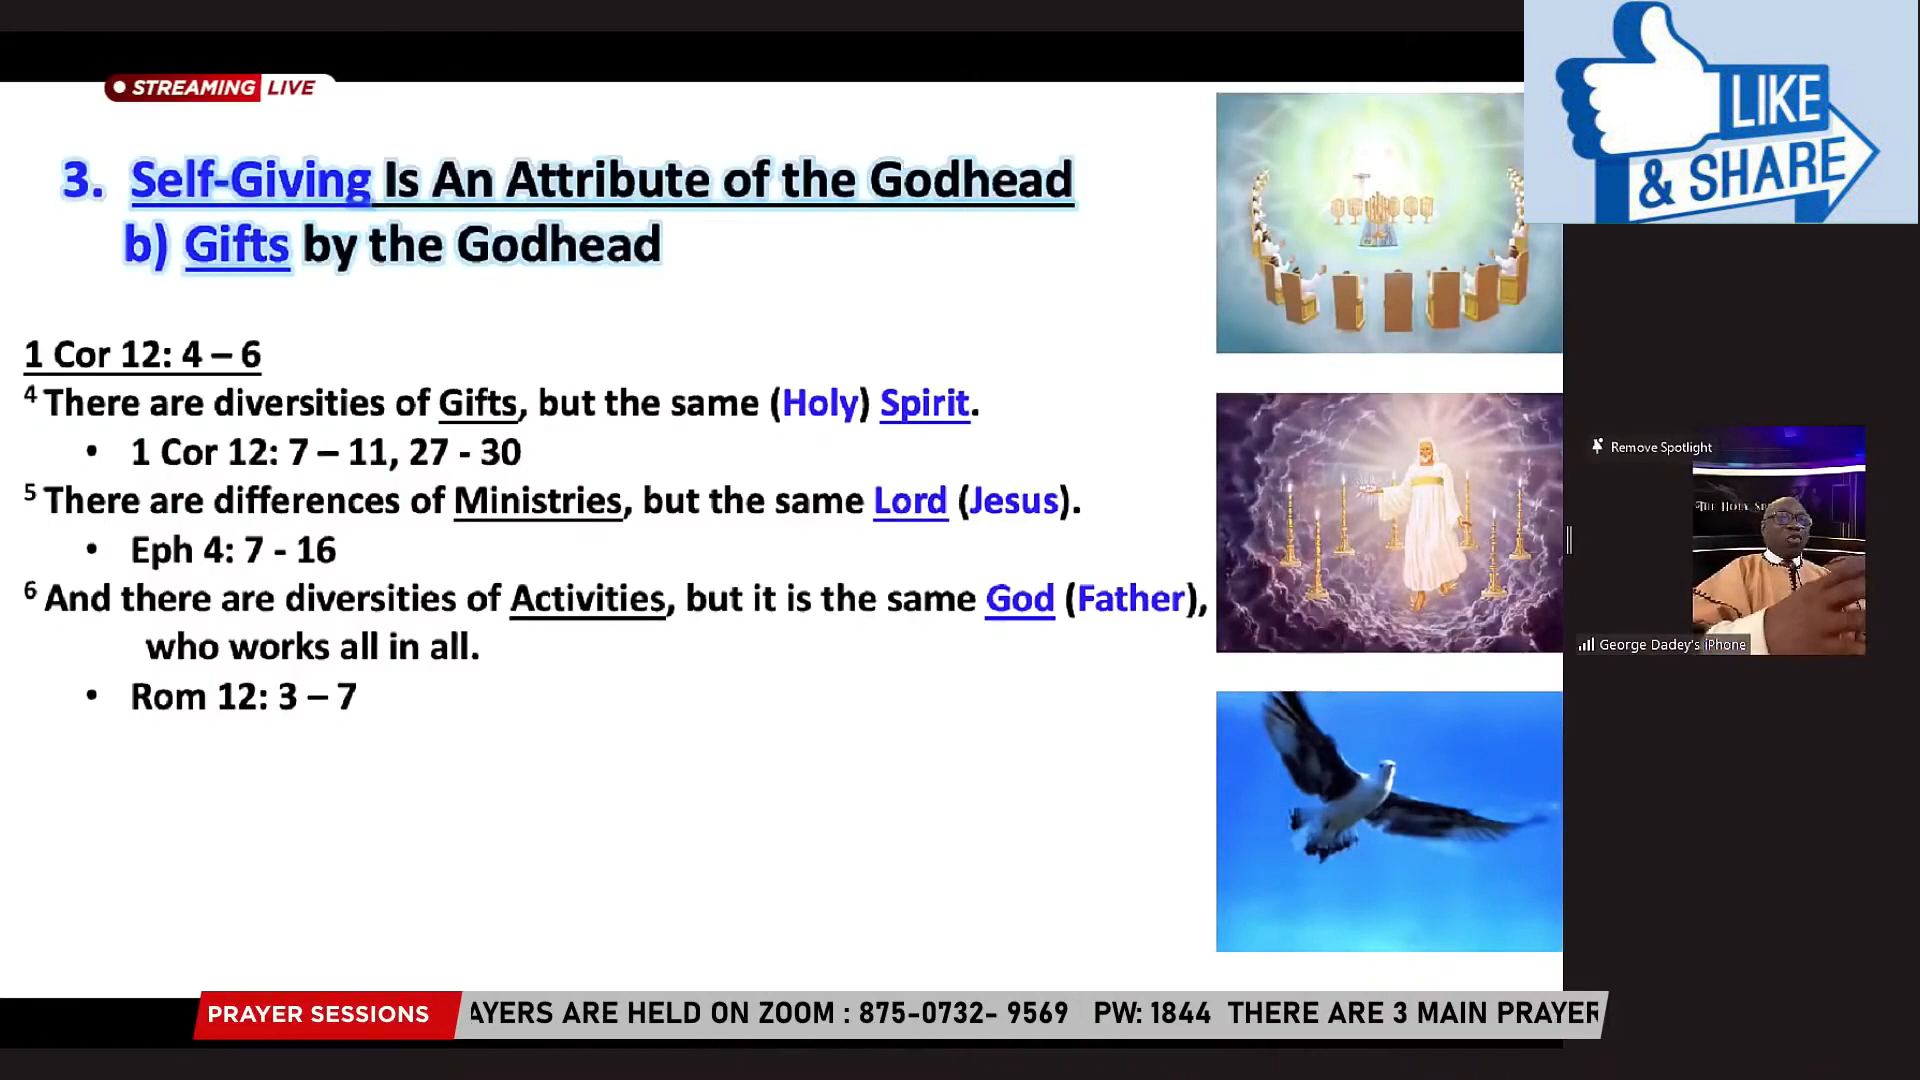 STREAMING LIVE
LIKE
& SHARE
3. Self-Giving Is An Attribute of the Godhead
b) Gifts by the Godhead
1 Cor 12: 4 – 6
4 There are diversities of Gifts, but the same (Holy) Spirit.
• 1 Cor 12: 7 – 11, 27 - 30
5 There are differences of Ministries, but the same Lord (Jesus).
• Eph 4: 7 - 16
6 And there are diversities of Activities, but it is the same God (Father),
who works all in all.
• Rom 12: 3 – 7
Remove Spotlight
THE HOLY
George Dadey's iPhone
PRAYER SESSIONS
AYERS ARE HELD ON ZOOM : 875-0732- 9569 PW: 1844 THERE ARE 3 MAIN PRAYER